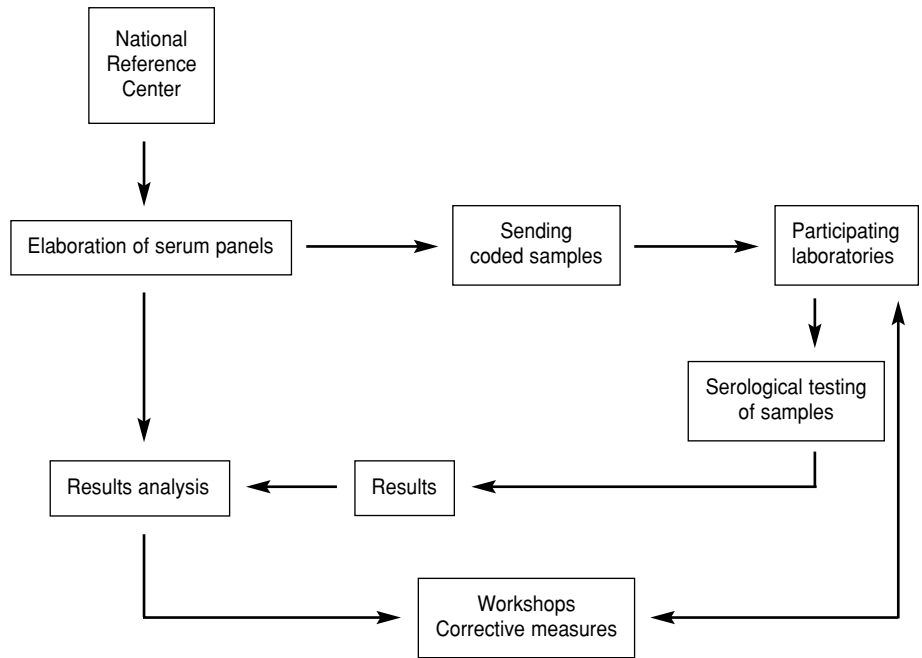 National
Reference
Center
Elaboration of serum panels
Sending
coded samples
Participating
laboratories
Serological testing
of samples
Results analysis
Results
Workshops
Corrective measures